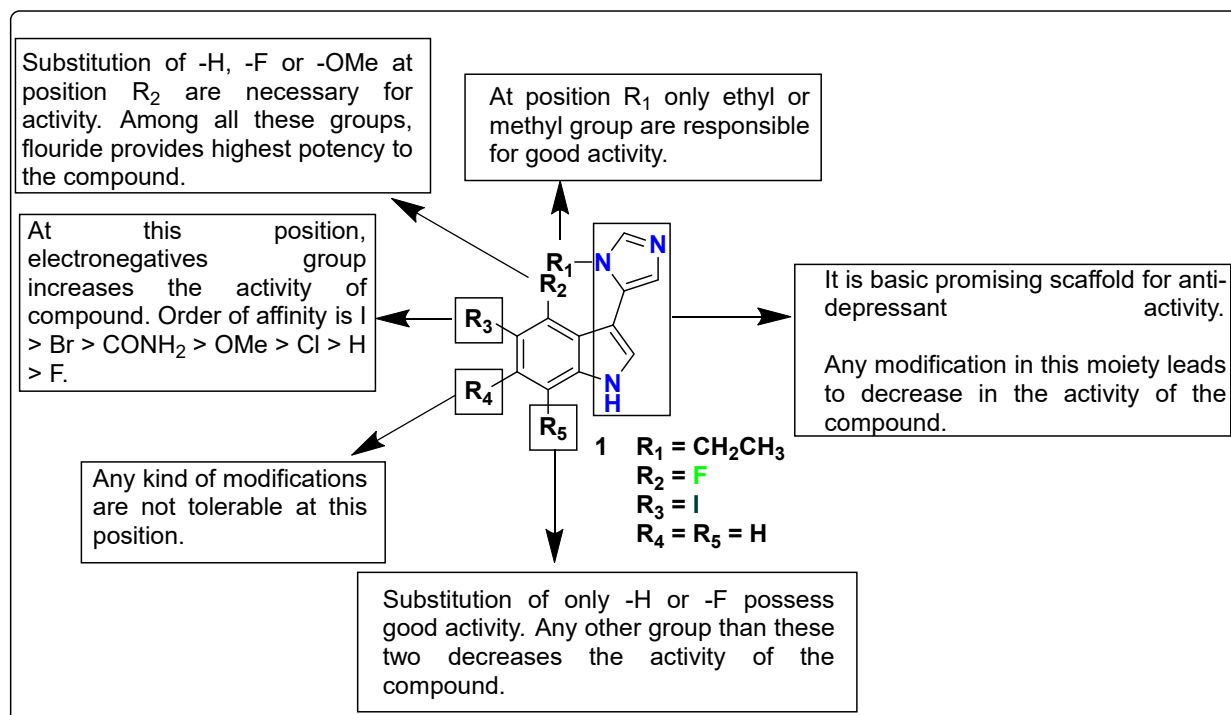 Substitution of -H, -F or -OMe at
position R₂ are necessary for
activity. Among all these groups,
flouride provides highest potency to
the compound.
At position R₁ only ethyl or
methyl group are responsible
for good activity.
At this position,
electronegatives group
increases the activity of
compound. Order of affinity is I
> Br > CONH₂ > OMe > Cl > H
> F.
N
R₁ N
R₂
R₃
R₄
N
H
R₅
It is basic promising scaffold for anti-
depressant activity.
Any modification in this moiety leads
to decrease in the activity of the
compound.
1 R₁ = CH₂CH₃
R₂ = F
R₃ = I
R₄ = R₅ = H
Any kind of modifications
are not tolerable at this
position.
Substitution of only -H or -F possess
good activity. Any other group than these
two decreases the activity of the
compound.